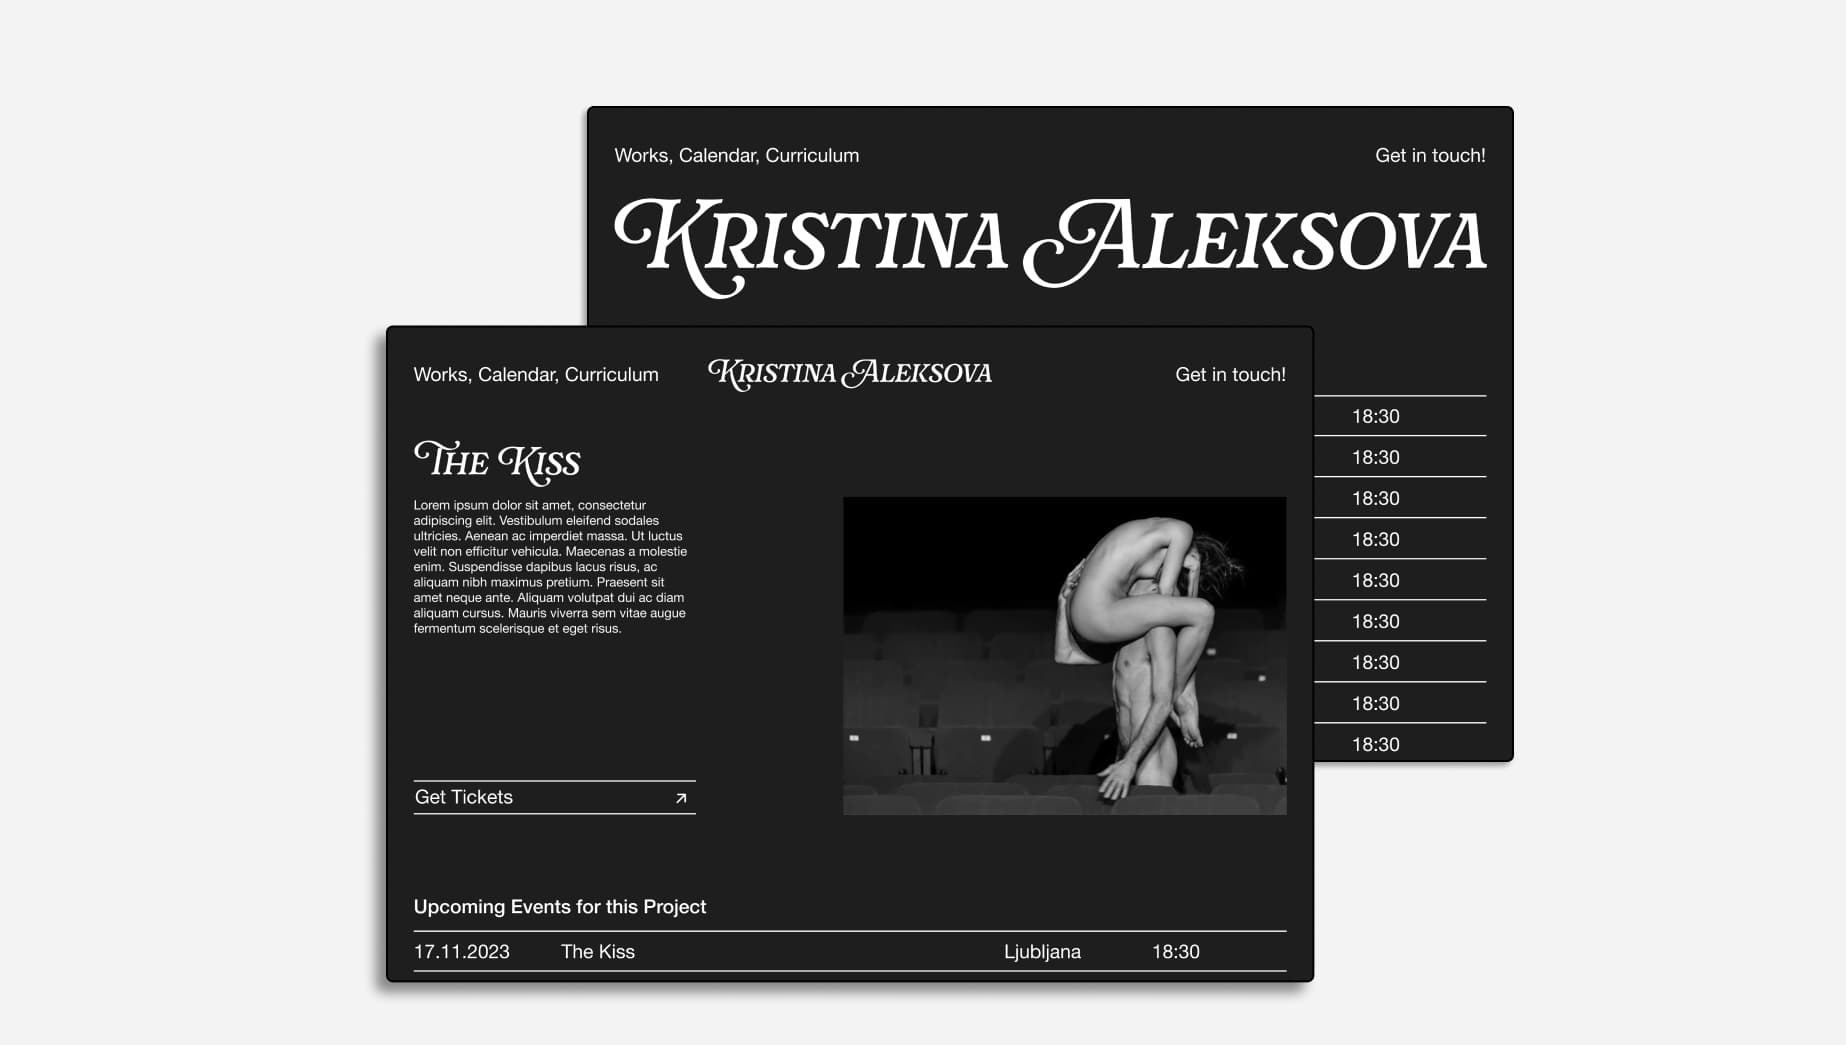 Works, Calendar, Curriculum
Get in touch!
KRISTINA ALEKSOVA
18:30
18:30
18:30
18:30
18:30
18:30
18:30
18:30
18:30
Works, Calendar, Curriculum
KRISTINA ALEKSOVA
Get in touch!
THE KISS
Lorem ipsum dolor sit amet, consectetur
adipiscing elit. Vestibulum eleifend sodales
ultricies. Aenean ac imperdiet massa. Ut luctus
velit non efficitur vehicula. Maecenas a molestie
enim. Suspendisse dapibus lacus risus, ac
aliquam nibh maximus pretium. Praesent sit
amet neque ante. Aliquam volutpat dui ac diam
aliquam cursus. Mauris viverra sem vitae augue
fermentum scelerisque et eget risus.
Get Tickets
Upcoming Events for this Project
17.11.2023 The Kiss Ljubljana 18:30